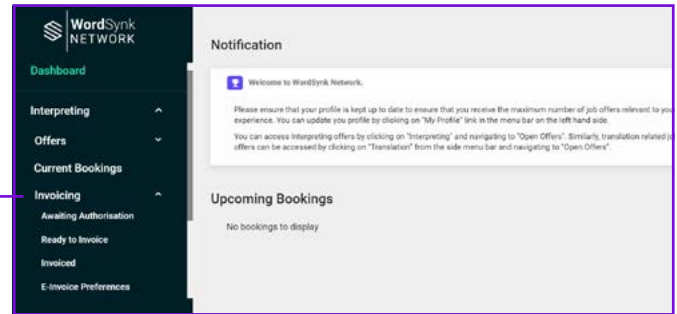 WordSynk
NETWORK
Dashboard
Interpreting
Offers
Current Bookings
Invoicing
Awaiting Authorisation
Ready to Invoice
Invoiced
E-Invoice Preferences
Notification
Welcome to WordSynk Network.
Please ensure that your profile is kept up to date to ensure that you receive the maximum number of job offers relevant to you
experience. You can update you profile by clicking on "My Profile" link in the menu bar on the left hand side.
You can access interpreting offers by clicking on "Interpreting" and navigating to "Open Offers". Similarly, translation related jo
offers can be accessed by clicking on "Translation" from the side menu bar and navigating to "Open Offers".
Upcoming Bookings
No bookings to display